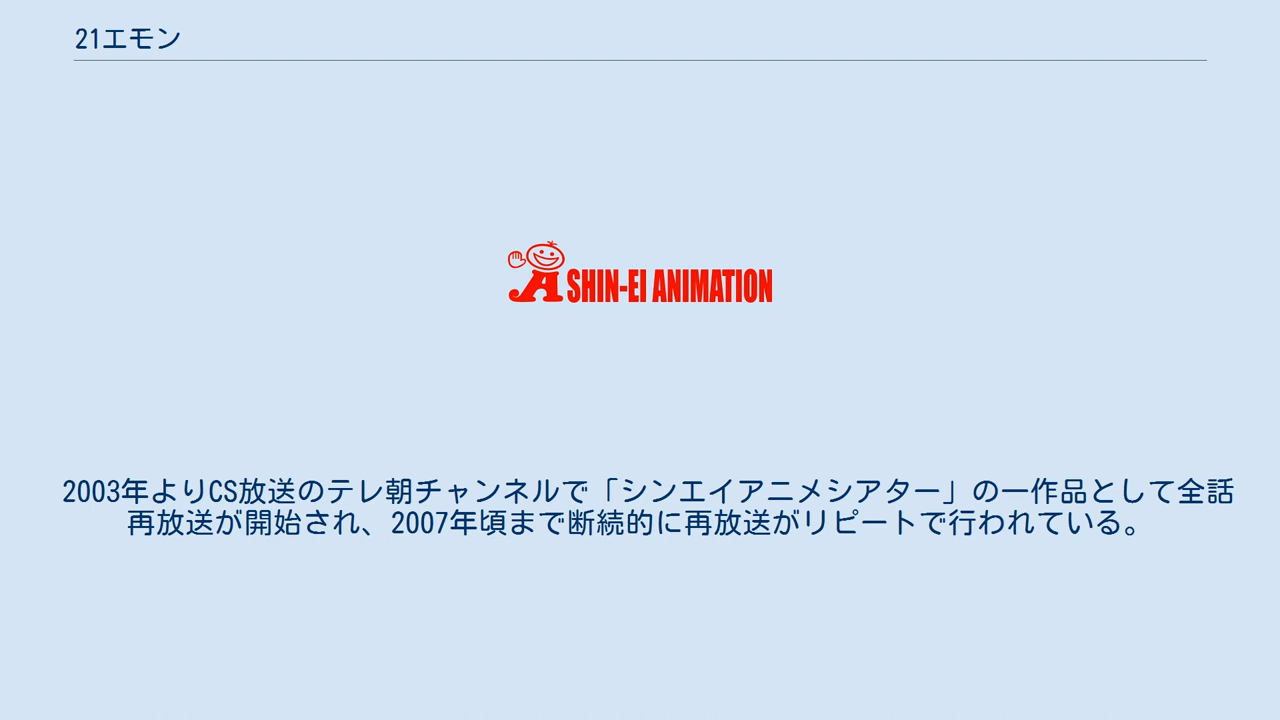 21エモン
SHIN-EI ANIMATION
2003年よりCS放送のテレ朝チャンネルで「シンエイアニメシアター」の一作品として全話
再放送が開始され、2007年頃まで断続的に再放送がリピートで行われている。